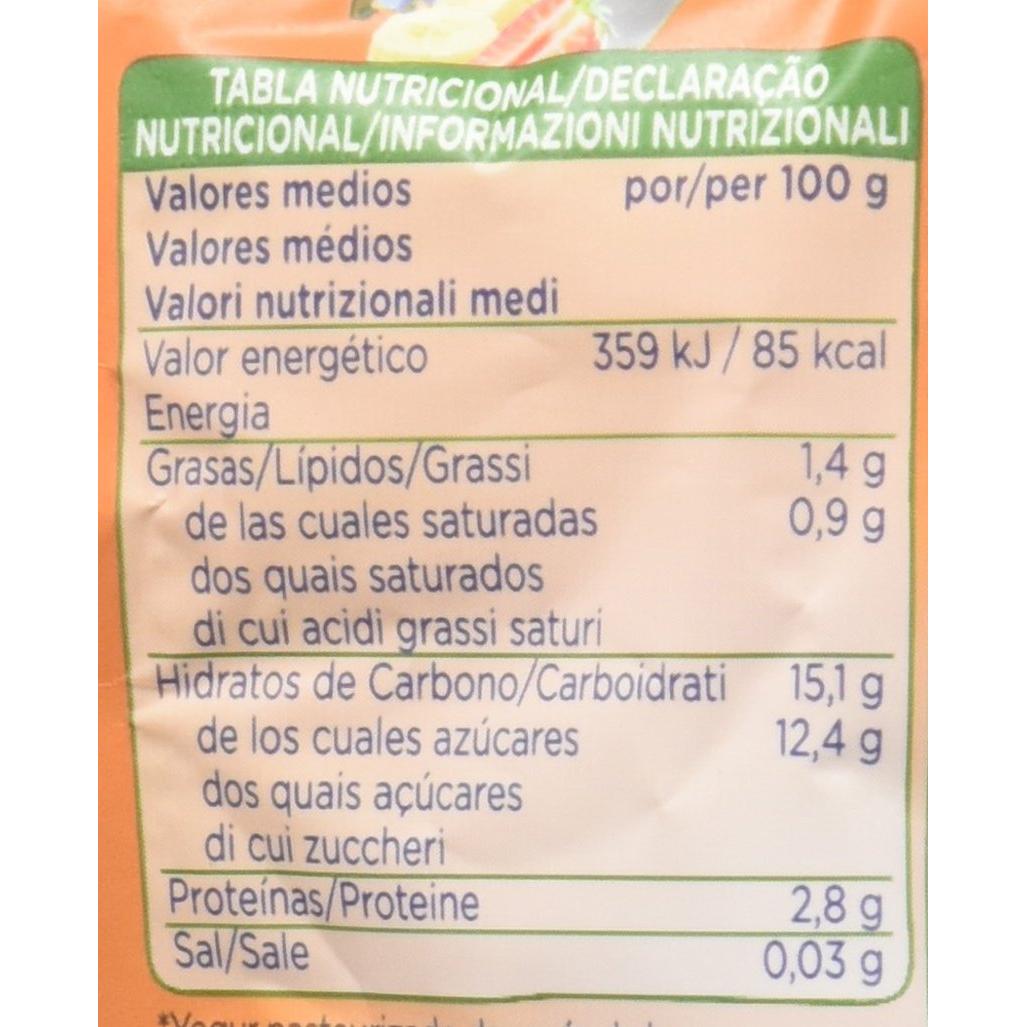 TABLA NUTRICIONAL/DECLARAÇÃO
NUTRICIONAL/INFORMAZIONI NUTRIZIONALI
Valores medios por/per 100 g
Valores médios
Valori nutrizionali medi
Valor energético 359 kJ / 85 kcal
Energia
Grasas/Lípidos/Grassi 1,4 g
de las cuales saturadas 0,9 g
dos quais saturados
di cui acidi grassi saturi
Hidratos de Carbono/Carboidrati 15,1 g
de los cuales azúcares 12,4 g
dos quais açúcares
di cui zuccheri
Proteínas/Proteine 2,8 g
Sal/Sale 0,03 g